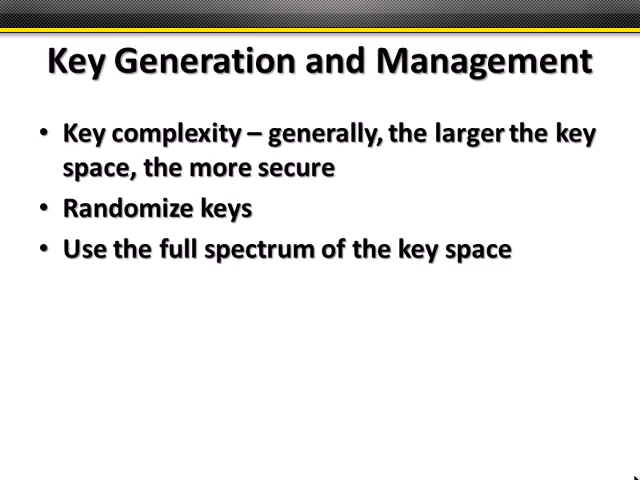 Key Generation and Management
• Key complexity – generally, the larger the key
space, the more secure
• Randomize keys
• Use the full spectrum of the key space